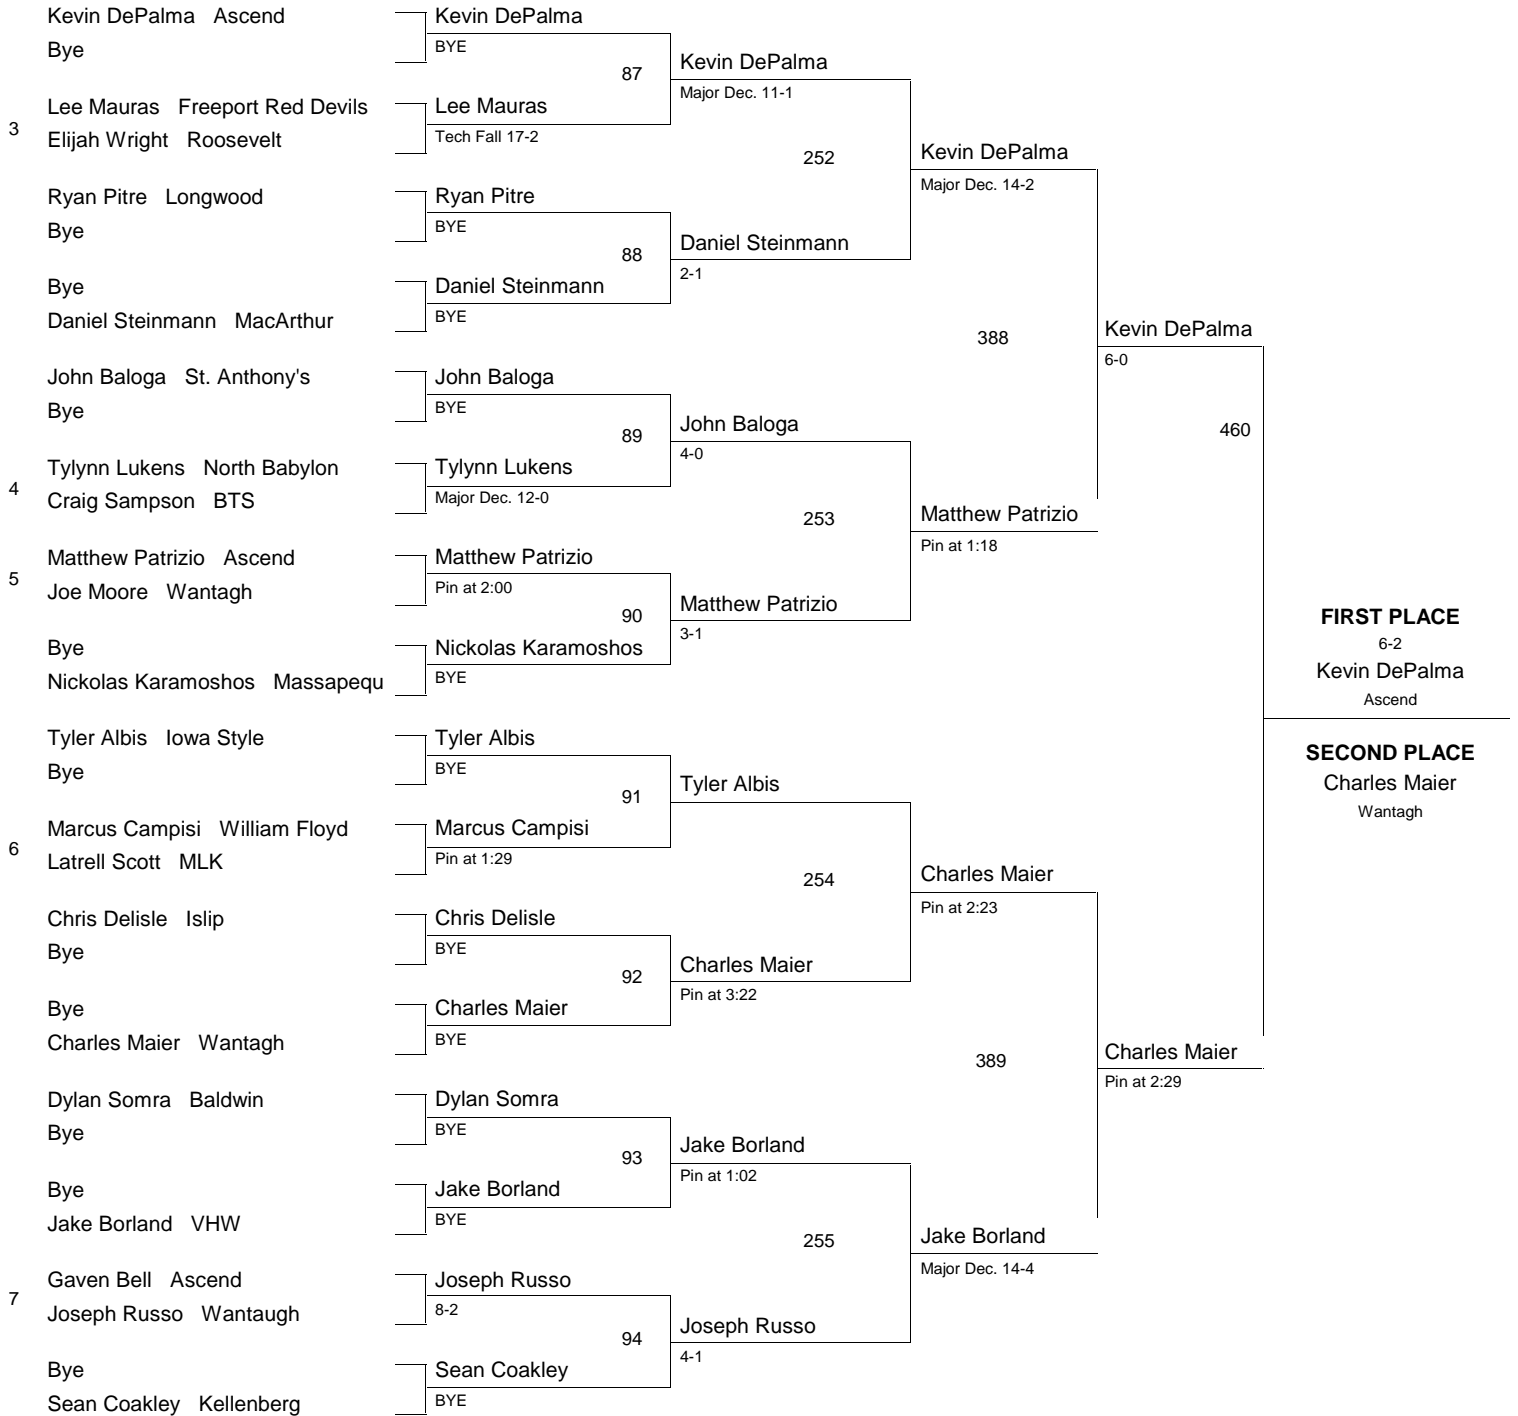 Kevin DePalma Ascend
Bye
3
Lee Mauras Freeport Red Devils
Elijah Wright Roosevelt
Ryan Pitre Longwood
Bye
Bye
Daniel Steinmann MacArthur
John Baloga St. Anthony's
Bye
4
Tylynn Lukens North Babylon
Craig Sampson BTS
5
Matthew Patrizio Ascend
Joe Moore Wantagh
Bye
Nickolas Karamoshos Massapequ
Tyler Albis Iowa Style
Bye
6
Marcus Campisi William Floyd
Latrell Scott MLK
Chris Delisle Islip
Bye
Bye
Charles Maier Wantagh
Dylan Somra Baldwin
Bye
Bye
Jake Borland VHW
7
Gaven Bell Ascend
Joseph Russo Wantaugh
Bye
Sean Coakley Kellenberg
Kevin DePalma
BYE
87
Lee Mauras
Tech Fall 17-2
Ryan Pitre
BYE
88
Daniel Steinmann
BYE
John Baloga
BYE
89
Tylynn Lukens
Major Dec. 12-0
Matthew Patrizio
Pin at 2:00
90
Nickolas Karamoshos
BYE
Tyler Albis
BYE
91
Marcus Campisi
Pin at 1:29
Chris Delisle
BYE
92
Charles Maier
BYE
Dylan Somra
BYE
93
Jake Borland
BYE
Joseph Russo
8-2
94
Sean Coakley
BYE
Kevin DePalma
Major Dec. 11-1
252
Daniel Steinmann
2-1
John Baloga
4-0
253
Matthew Patrizio
3-1
Tyler Albis
254
Charles Maier
Pin at 3:22
Jake Borland
Pin at 1:02
255
Joseph Russo
4-1
Kevin DePalma
Major Dec. 14-2
388
Matthew Patrizio
Pin at 1:18
Charles Maier
Pin at 2:23
389
Jake Borland
Major Dec. 14-4
Kevin DePalma
6-0
460
Charles Maier
Pin at 2:29
FIRST PLACE
6-2
Kevin DePalma
Ascend
SECOND PLACE
Charles Maier
Wantagh